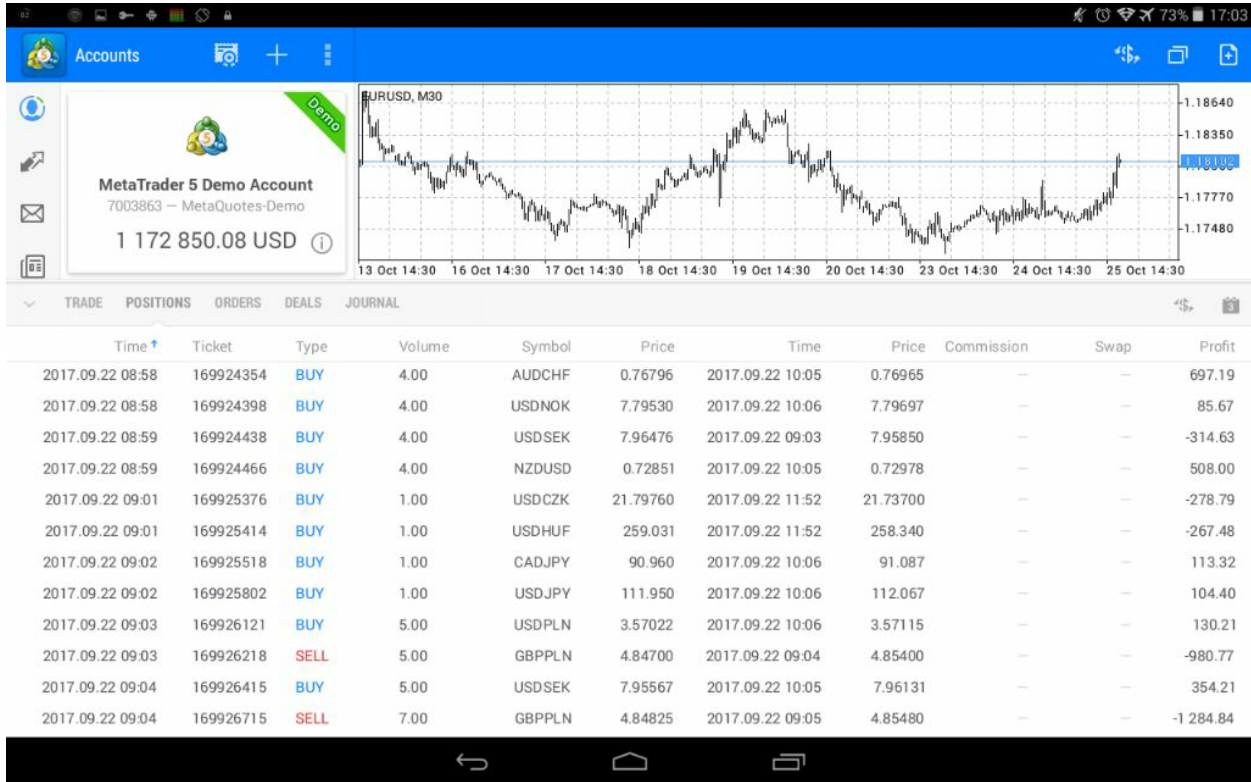 73% 17:03
Accounts
Demo
MetaTrader 5 Demo Account
7003863 — MetaQuotes-Demo
1 172 850.08 USD
EURUSD, M30
1.18640
1.18350
1.18102
1.17770
1.17480
13 Oct 14:30 16 Oct 14:30 17 Oct 14:30 18 Oct 14:30 19 Oct 14:30 20 Oct 14:30 23 Oct 14:30 24 Oct 14:30 25 Oct 14:30
TRADE POSITIONS ORDERS DEALS JOURNAL
Time Ticket Type Volume Symbol Price Time Price Commission Swap Profit
2017.09.22 08:58 169924354 BUY 4.00 AUDCHF 0.76796 2017.09.22 10:05 0.76965 — — 697.19
2017.09.22 08:58 169924398 BUY 4.00 USDNOK 7.79530 2017.09.22 10:06 7.79697 — — 85.67
2017.09.22 08:59 169924438 BUY 4.00 USDSEK 7.96476 2017.09.22 09:03 7.95850 — — -314.63
2017.09.22 08:59 169924466 BUY 4.00 NZDUSD 0.72851 2017.09.22 10:05 0.72978 — — 508.00
2017.09.22 09:01 169925376 BUY 1.00 USDCZK 21.79760 2017.09.22 11:52 21.73700 — — -278.79
2017.09.22 09:01 169925414 BUY 1.00 USDHUF 259.031 2017.09.22 11:52 258.340 — — -267.48
2017.09.22 09:02 169925518 BUY 1.00 CADJPY 90.960 2017.09.22 10:06 91.087 — — 113.32
2017.09.22 09:02 169925802 BUY 1.00 USDJPY 111.950 2017.09.22 10:06 112.067 — — 104.40
2017.09.22 09:03 169926121 BUY 5.00 USDPLN 3.57022 2017.09.22 10:06 3.57115 — — 130.21
2017.09.22 09:03 169926218 SELL 5.00 GBPPLN 4.84700 2017.09.22 09:04 4.85400 — — -980.77
2017.09.22 09:04 169926415 BUY 5.00 USDSEK 7.95567 2017.09.22 10:05 7.96131 — — 354.21
2017.09.22 09:04 169926715 SELL 7.00 GBPPLN 4.84825 2017.09.22 09:05 4.85480 — — -1 284.84